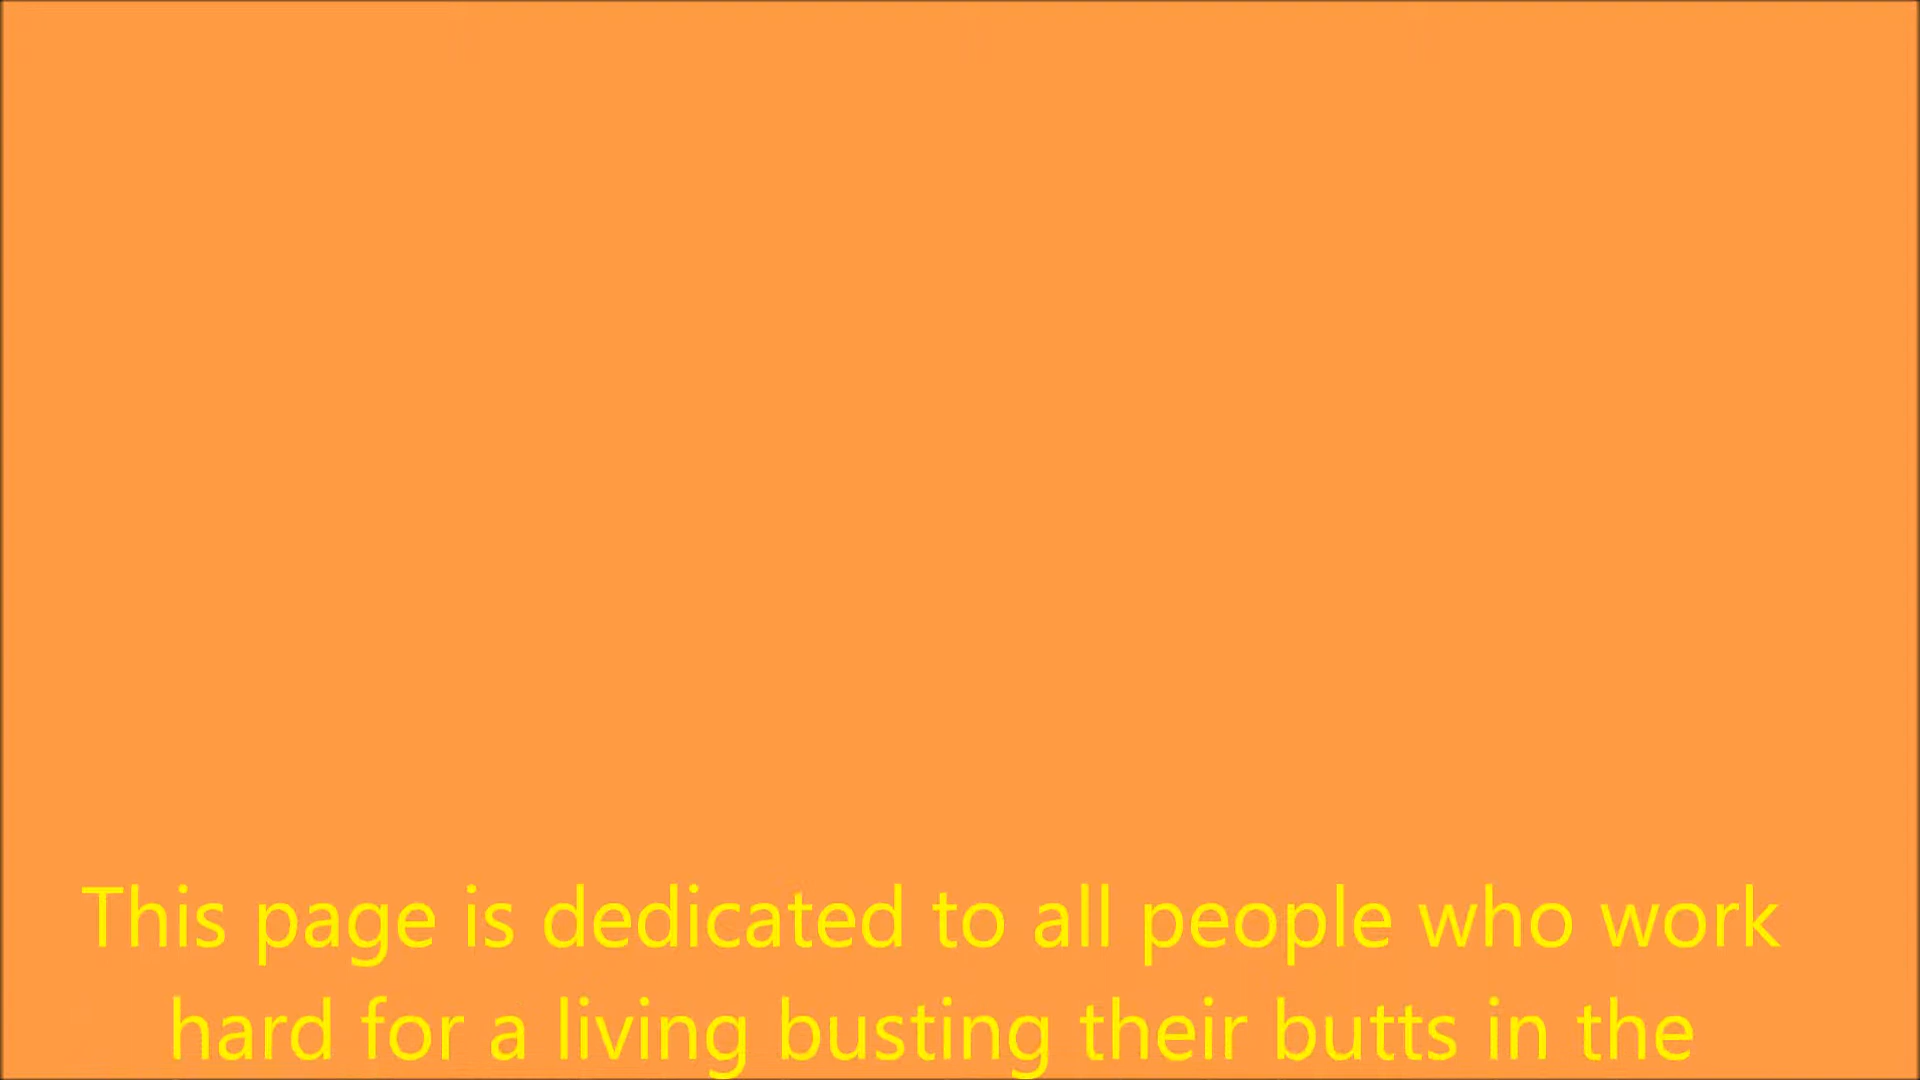 This page is dedicated to all people who work
hard for a living busting their butts in the